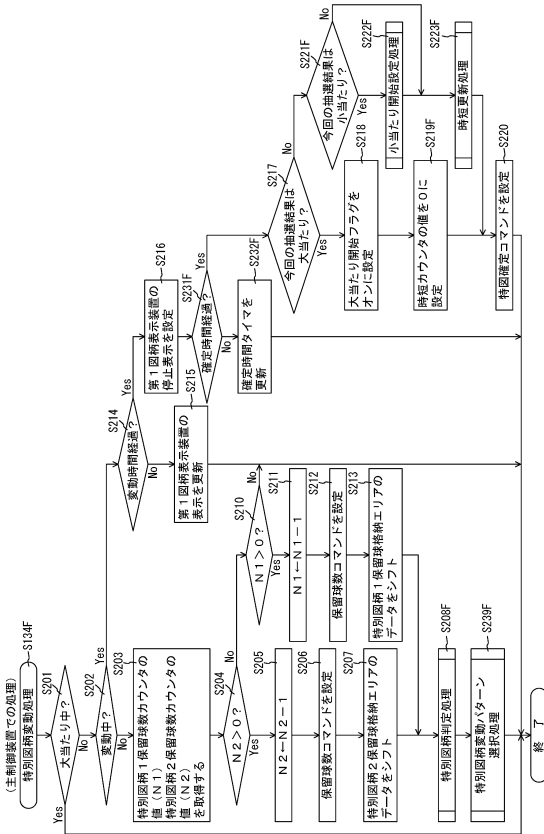 (主制御装置での処理)
特別図柄変動処理
S134F
S201
大当たり中?
Yes
No
S202
変動中?
Yes
No
S203
特別図柄1保留球数カウンタの
値(N1)
特別図柄2保留球数カウンタの
値(N2)
を取得する
S204
N2>0?
No
Yes
S205
N2←N2-1
S206
保留球数コマンドを設定
S207
特別図柄2保留球格納エリアの
データをシフト
S210
N1>0?
No
Yes
S211
N1←N1-1
S212
保留球数コマンドを設定
S213
特別図柄1保留球格納エリアの
データをシフト
S208F
特別図柄判定処理
S239F
特別図柄変動パターン
選択処理
終了
S214
変動時間経過?
Yes
No
S215
第1図柄表示装置の
表示を更新
S216
第1図柄表示装置の
停止表示を設定
S231F
確定時間経過?
Yes
No
S232F
確定時間タイマを
更新
S217
今回の抽選結果は
大当たり?
No
Yes
S218
大当たり開始フラグを
オンに設定
S219F
時短カウンタの値を0に
設定
S221F
今回の抽選結果は
小当たり?
No
Yes
S222F
小当たり開始設定処理
S223F
時短更新処理
S220
特図確定コマンドを設定